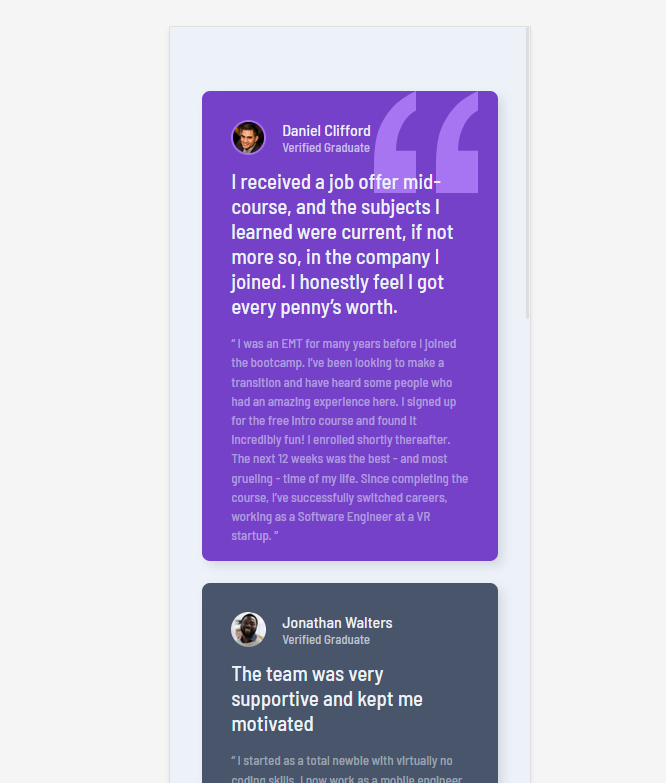 Daniel Clifford
Verified Graduate
I received a job offer mid-
course, and the subjects I
learned were current, if not
more so, in the company I
joined. I honestly feel I got
every penny’s worth.
“ I was an EMT for many years before I joined
the bootcamp. I’ve been looking to make a
transition and have heard some people who
had an amazing experience here. I signed up
for the free intro course and found it
incredibly fun! I enrolled shortly thereafter.
The next 12 weeks was the best - and most
grueling - time of my life. Since completing the
course, I’ve successfully switched careers,
working as a Software Engineer at a VR
startup. ”
Jonathan Walters
Verified Graduate
The team was very
supportive and kept me
motivated
“ I started as a total newbie with virtually no
coding skills. I now work as a mobile engineer